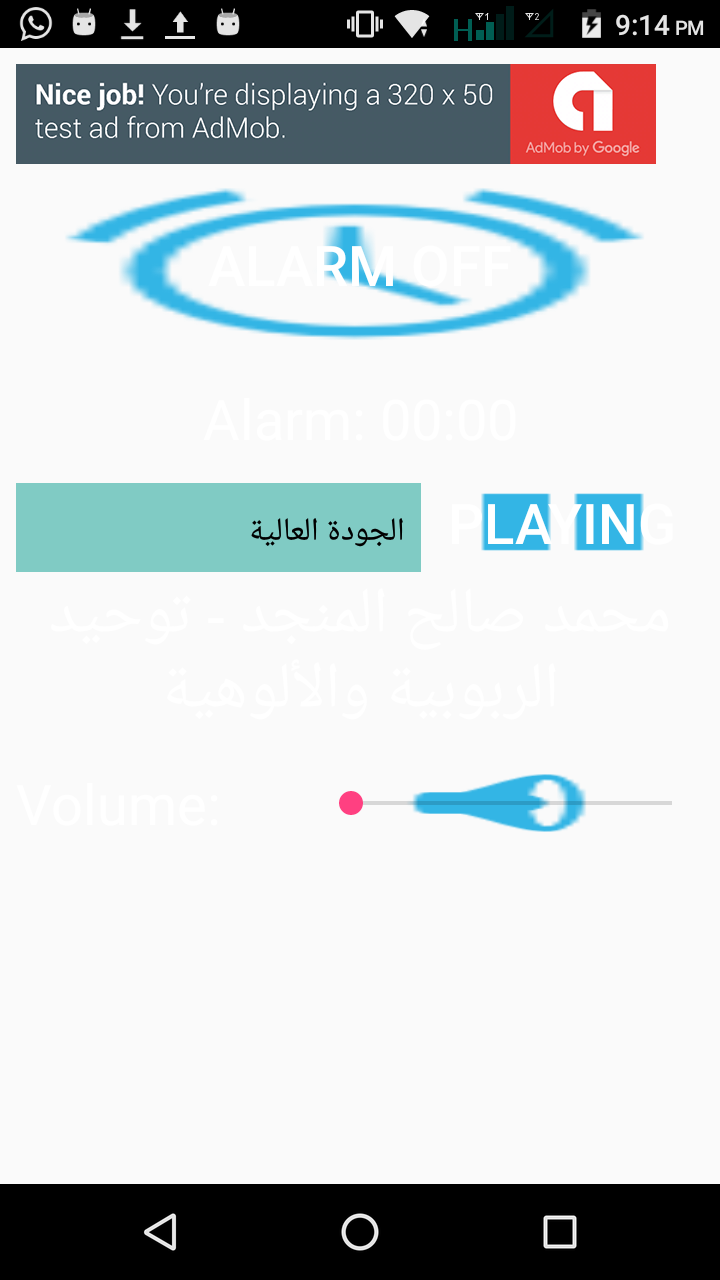 9:14 PM
Nice job! You're displaying a 320 x 50
test ad from AdMob.
AdMob by Google
ALARM OFF
Alarm: 00:00
الجودة العالية
PLAYING
محمد صالح المنجد - توحيد
الربوبية والألوهية
Volume: